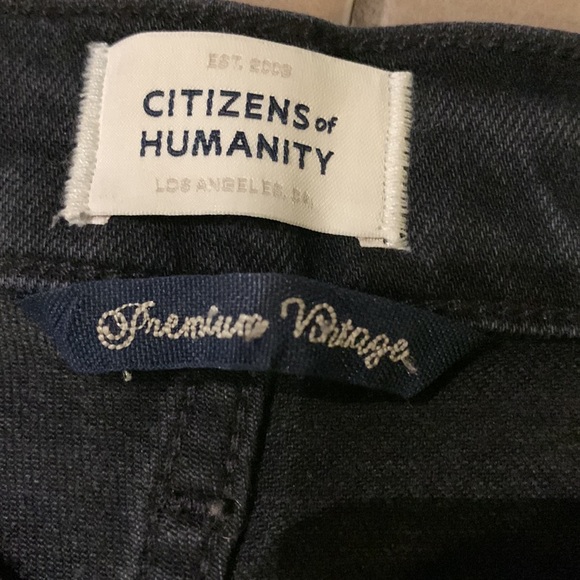 EST. 2003
CITIZENS of
HUMANITY
LOS ANGELES, CA
Premium Vintage